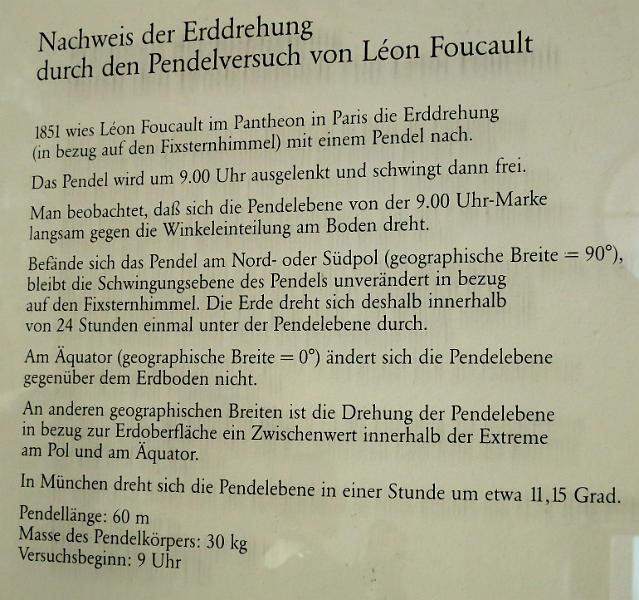 Nachweis der Erddrehung
durch den Pendelversuch von Léon Foucault
1851 wies Léon Foucault im Pantheon in Paris die Erddrehung
(in bezug auf den Fixsternhimmel) mit einem Pendel nach.
Das Pendel wird um 9.00 Uhr ausgelenkt und schwingt dann frei.
Man beobachtet, daß sich die Pendelebene von der 9.00 Uhr-Marke
langsam gegen die Winkeleinteilung am Boden dreht.
Befände sich das Pendel am Nord- oder Südpol (geographische Breite = 90°),
bleibt die Schwingungsebene des Pendels unverändert in bezug
auf den Fixsternhimmel. Die Erde dreht sich deshalb innerhalb
von 24 Stunden einmal unter der Pendelebene durch.
Am Äquator (geographische Breite = 0°) ändert sich die Pendelebene
gegenüber dem Erdboden nicht.
An anderen geographischen Breiten ist die Drehung der Pendelebene
in bezug zur Erdoberfläche ein Zwischenwert innerhalb der Extreme
am Pol und am Äquator.
In München dreht sich die Pendelebene in einer Stunde um etwa 11,15 Grad.
Pendellänge: 60 m
Masse des Pendelkörpers: 30 kg
Versuchsbeginn: 9 Uhr